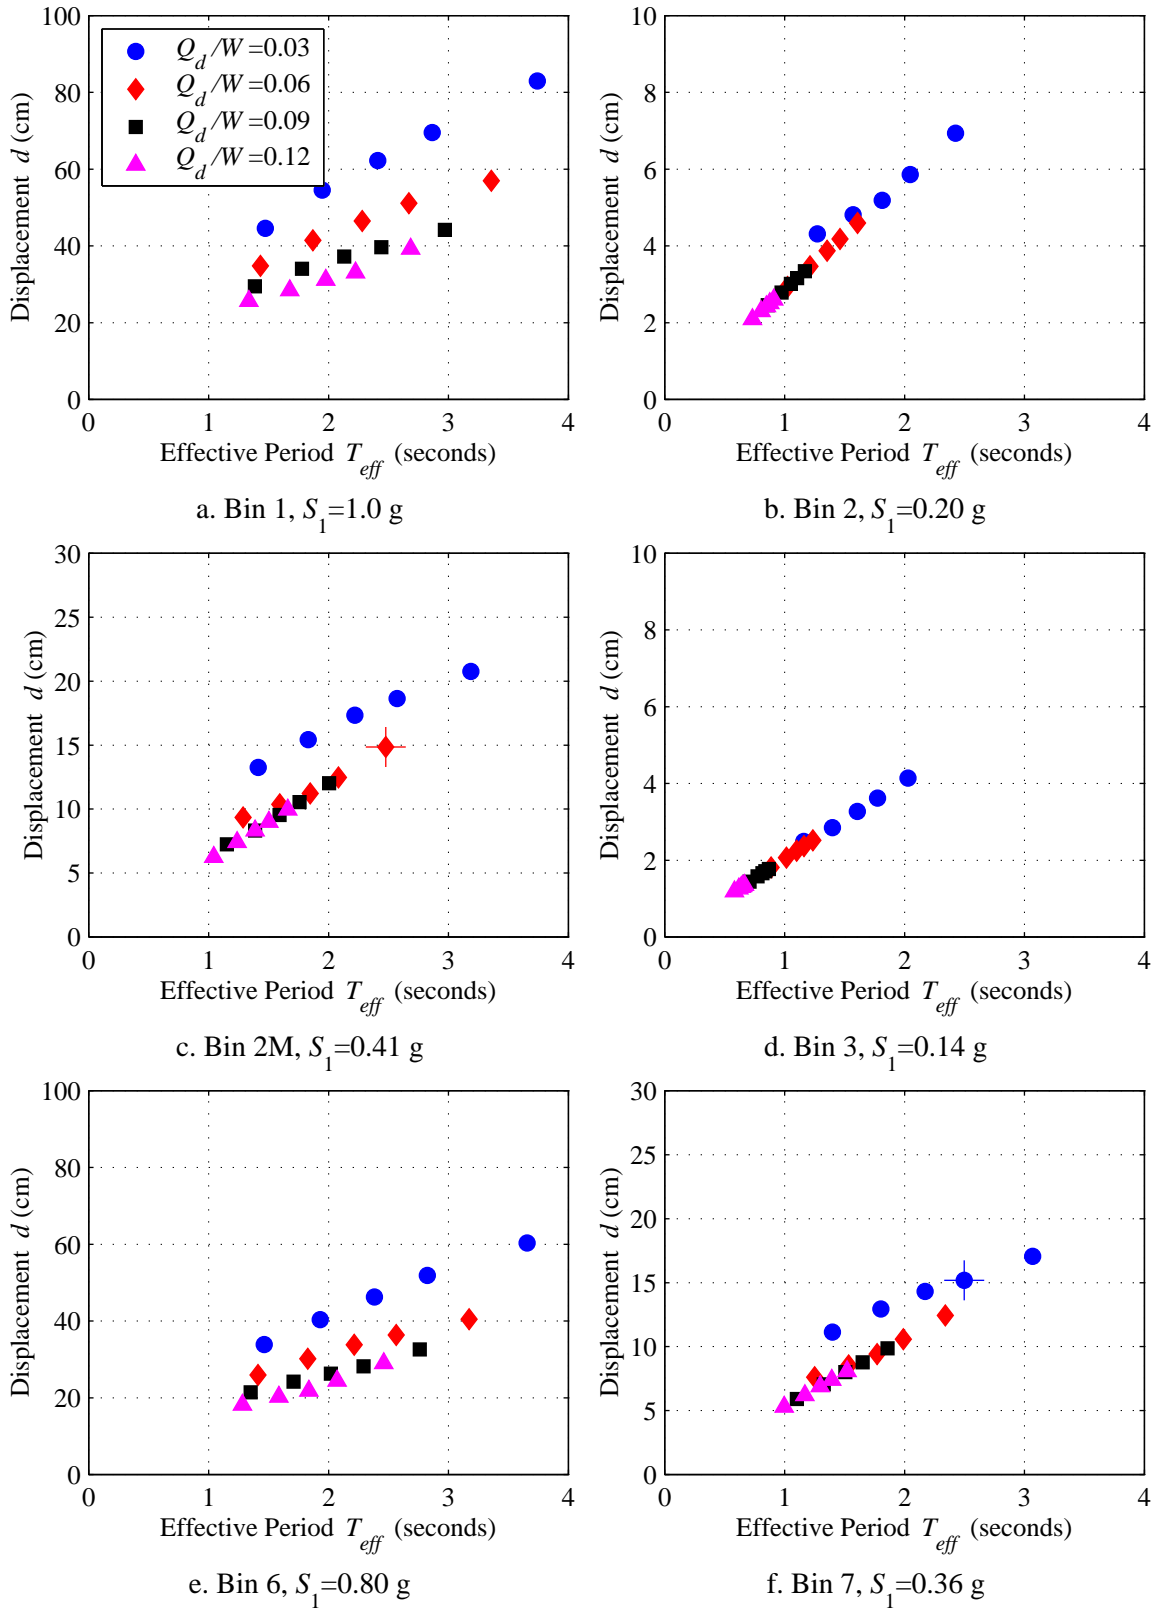 100
80
60
40
20
0
0 1 2 3 4
Displacement d (cm)
Effective Period T_eff (seconds)
Q_d/W=0.03
Q_d/W=0.06
Q_d/W=0.09
Q_d/W=0.12
a. Bin 1, S_1=1.0 g
10
8
6
4
2
0
0 1 2 3 4
Displacement d (cm)
Effective Period T_eff (seconds)
b. Bin 2, S_1=0.20 g
30
25
20
15
10
5
0
0 1 2 3 4
Displacement d (cm)
Effective Period T_eff (seconds)
c. Bin 2M, S_1=0.41 g
10
8
6
4
2
0
0 1 2 3 4
Displacement d (cm)
Effective Period T_eff (seconds)
d. Bin 3, S_1=0.14 g
100
80
60
40
20
0
0 1 2 3 4
Displacement d (cm)
Effective Period T_eff (seconds)
e. Bin 6, S_1=0.80 g
30
25
20
15
10
5
0
0 1 2 3 4
Displacement d (cm)
Effective Period T_eff (seconds)
f. Bin 7, S_1=0.36 g